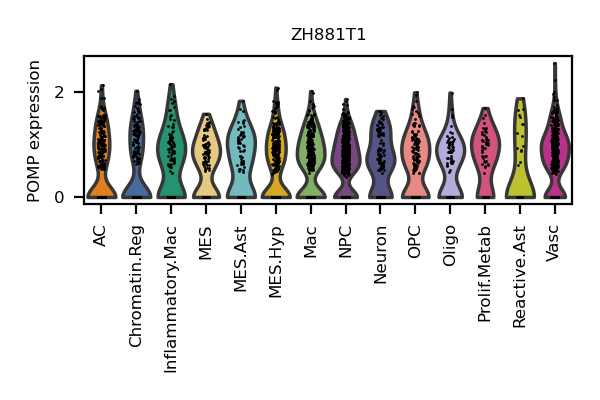 ZH881T1
POMP expression
2
0
AC
Chromatin.Reg
Inflammatory.Mac
MES
MES.Ast
MES.Hyp
Mac
NPC
Neuron
OPC
Oligo
Prolif.Metab
Reactive.Ast
Vasc